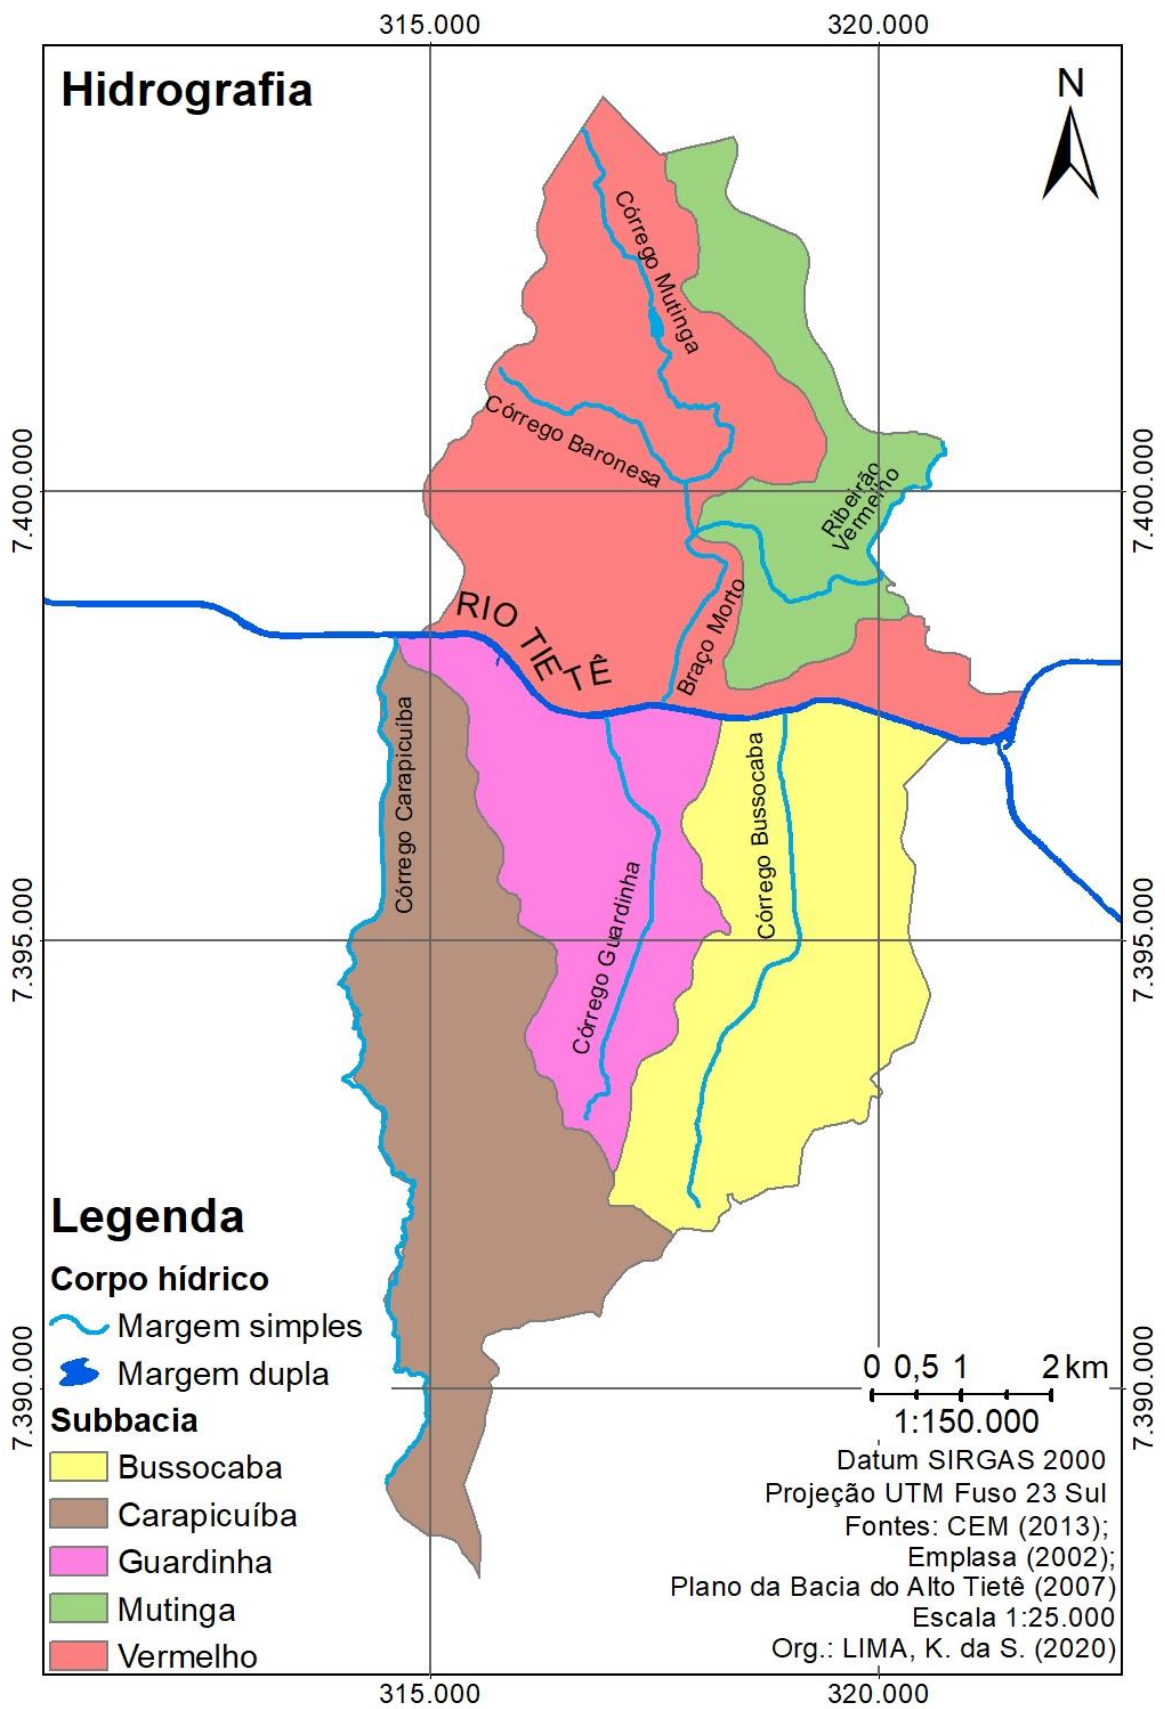 315.000
320.000
Hidrografia
N
Córrego Mutinga
Córrego Baronesa
7.400.000
7.400.000
Ribeirão
Vermelho
RIO TIETÊ
Braço Morto
Córrego Carapicuíba
Córrego Bussocaba
Córrego Guardinha
7.395.000
7.395.000
Legenda
Corpo hídrico
Margem simples
Margem dupla
Subbacia
Bussocaba
Carapicuíba
Guardinha
Mutinga
Vermelho
7.390.000
7.390.000
0 0,5 1 2 km
1:150.000
Datum SIRGAS 2000
Projeção UTM Fuso 23 Sul
Fontes: CEM (2013);
Emplasa (2002);
Plano da Bacia do Alto Tietê (2007)
Escala 1:25.000
Org.: LIMA, K. da S. (2020)
315.000
320.000